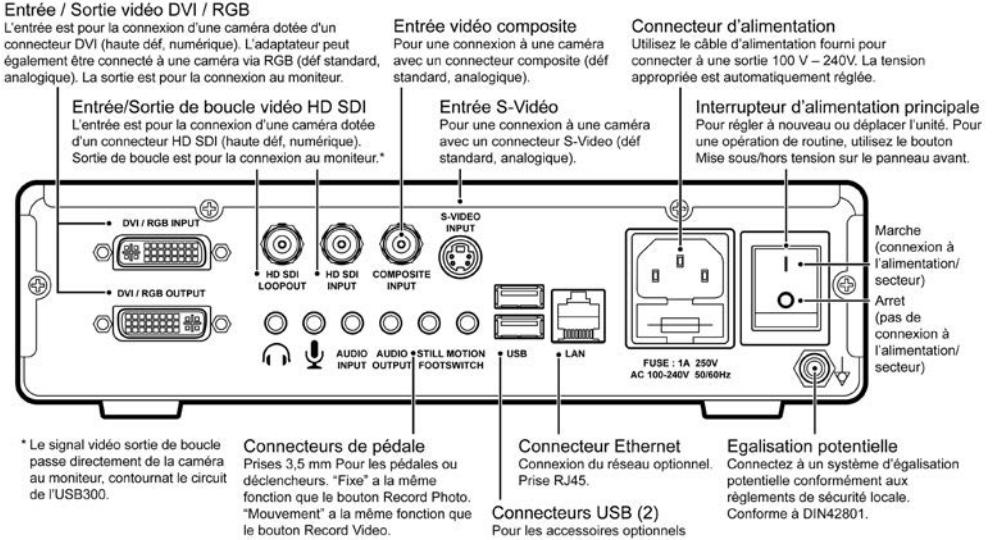 Entrée / Sortie vidéo DVI / RGB
L'entrée est pour la connexion d'une caméra dotée d'un
connecteur DVI (haute déf, numérique). L'adaptateur peut
également être connecté à une caméra via RGB (déf standard,
analogique). La sortie est pour la connexion au moniteur.
Entrée/Sortie de boucle vidéo HD SDI
L'entrée est pour la connexion d'une caméra dotée
d'un connecteur HD SDI (haute déf, numérique).
Sortie de boucle est pour la connexion au moniteur.*
Entrée vidéo composite
Pour une connexion à une caméra
avec un connecteur composite (déf
standard, analogique).
Entrée S-Vidéo
Pour une connexion à une caméra
avec un connecteur S-Video (déf
standard, analogique).
Connecteur d'alimentation
Utilisez le câble d'alimentation fourni pour
connecter à une sortie 100 V – 240V. La tension
appropriée est automatiquement réglée.
Interrupteur d'alimentation principale
Pour régler à nouveau ou déplacer l'unité. Pour
une opération de routine, utilisez le bouton
Mise sous/hors tension sur le panneau avant.
DVI / RGB INPUT
DVI / RGB OUTPUT
HD SDI
LOOPOUT
HD SDI
INPUT
COMPOSITE
INPUT
S-VIDEO
INPUT
AUDIO
INPUT
AUDIO
OUTPUT
STILL MOTION
FOOTSWITCH
USB
LAN
FUSE : 1A 250V
AC 100-240V 50/60Hz
Marche
(connexion à
l'alimentation/
secteur)
Arret
(pas de
connexion à
l'alimentation/
secteur)
* Le signal vidéo sortie de boucle
passe directement de la caméra
au moniteur, contournat le circuit
de l'USB300.
Connecteurs de pédale
Prises 3,5 mm Pour les pédales ou
déclencheurs. "Fixe" a la même
fonction que le bouton Record Photo.
"Mouvement" a la même fonction que
le bouton Record Video.
Connecteur Ethernet
Connexion du réseau optionnel.
Prise RJ45.
Connecteurs USB (2)
Pour les accessoires optionnels
Egalisation potentielle
Connectez à un système d'égalisation
potentielle conformément aux
règlements de sécurité locale.
Conforme à DIN42801.